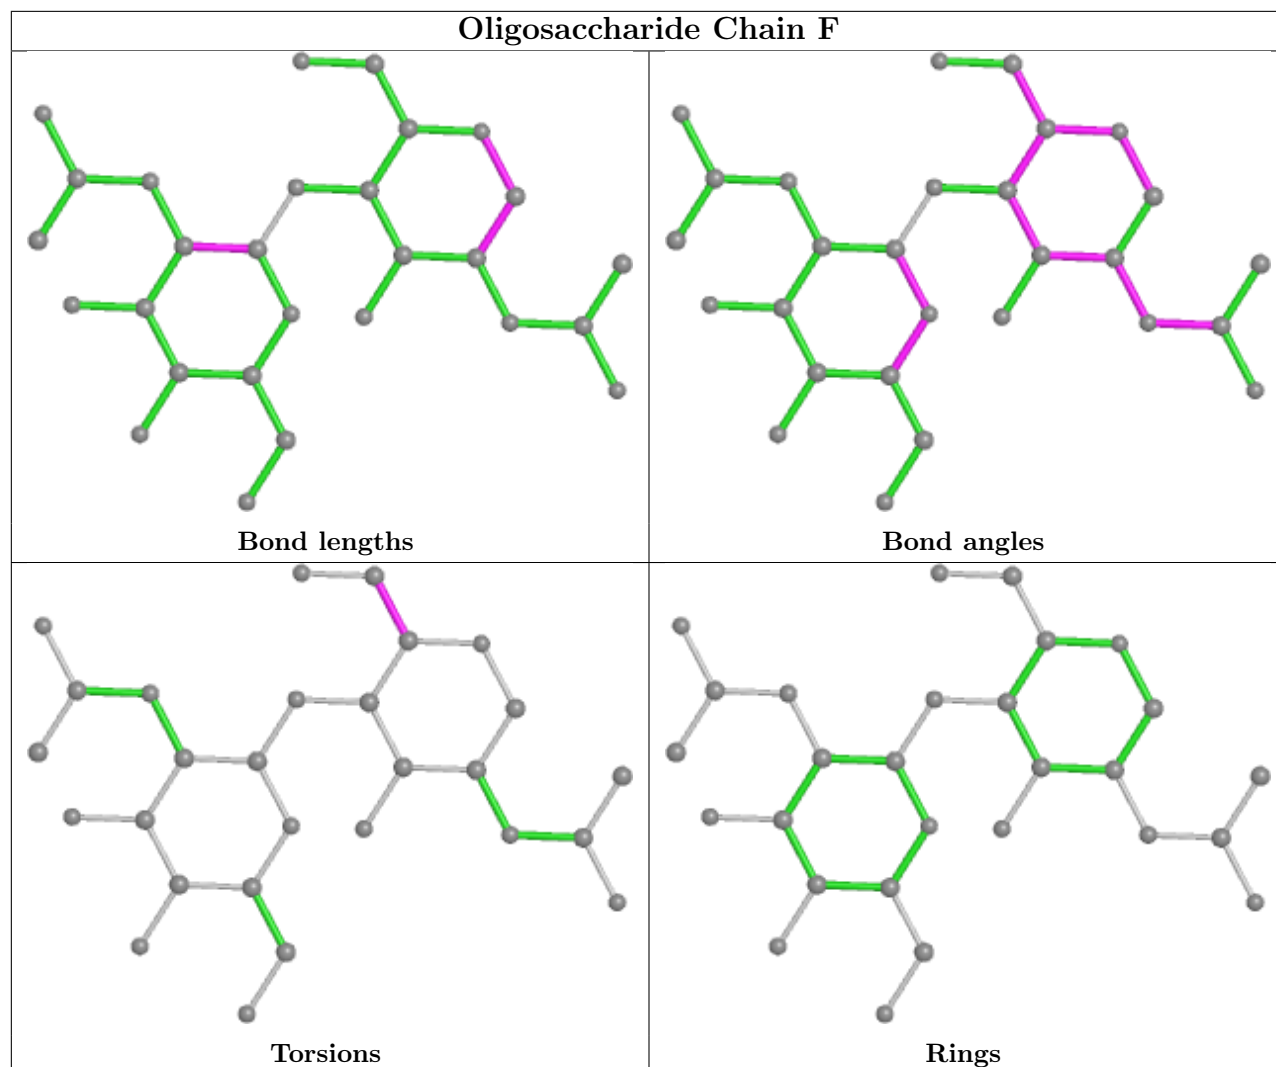 Oligosaccharide Chain F
Bond lengths
Bond angles
Torsions
Rings